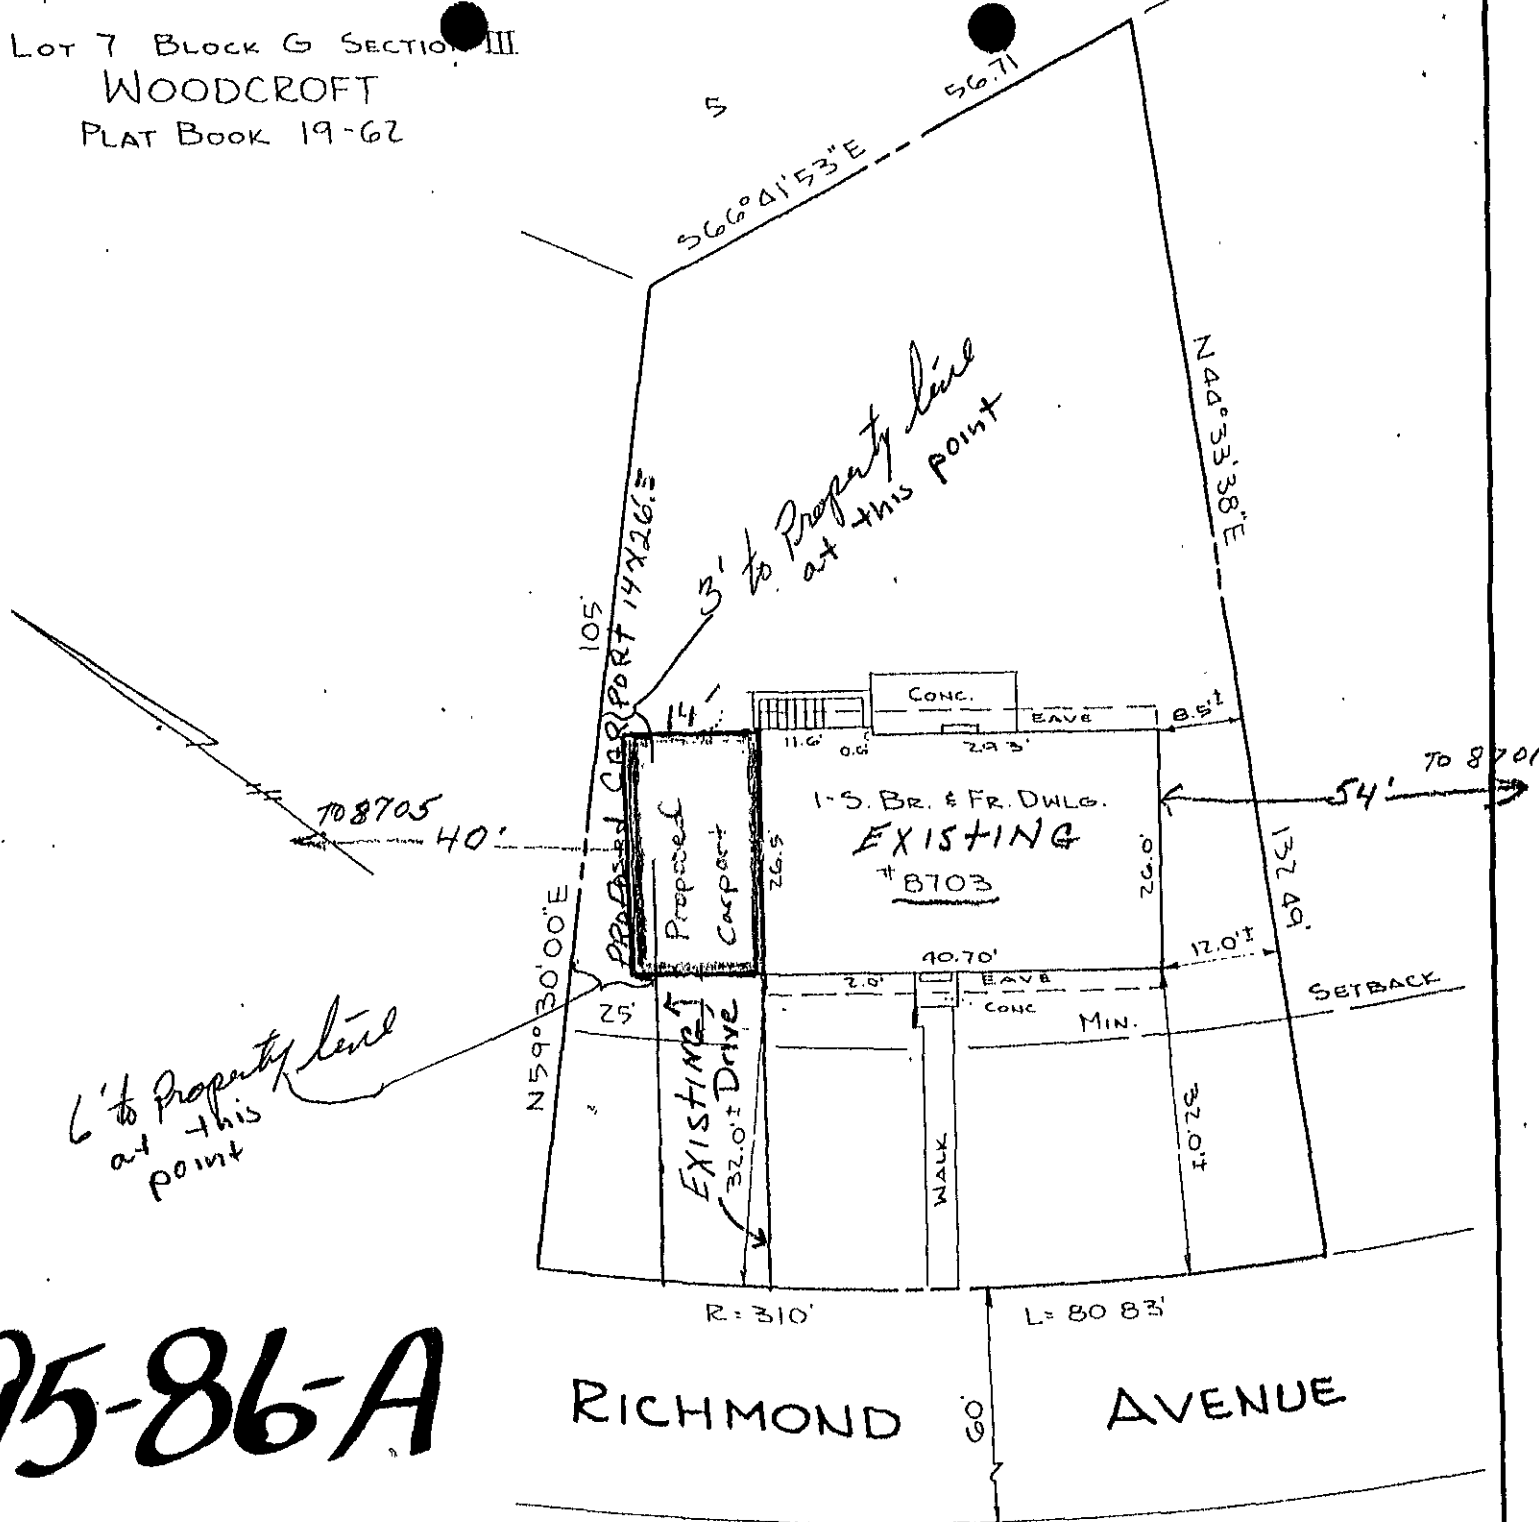 LOT 7 BLOCK G SECTION III
WOODCROFT
PLAT BOOK 19-62
5
56.71
S66°41'53"E
N44°33'38"E
3' to Property line
at this point
105'
PROPOSED CARPORT 14X26.5
14'
CONC.
EAVE
8.5'±
11.6'
0.6'
29 3'
TO 8701
54'
TO 8705
40'
1-S. BR. & FR. DWLG.
EXISTING
#8703
Proposed
Carport
26.5'
26.0'
132 49'
N59°30'00"E
40.70'
12.0'±
2.0'
EAVE
CONC
SETBACK
MIN.
25'
6' to Property line
at this
point
EXISTING
Drive
32.0'±
WALK
32.0'±
R=310'
L=80 83'
95-86-A
RICHMOND AVENUE
60'